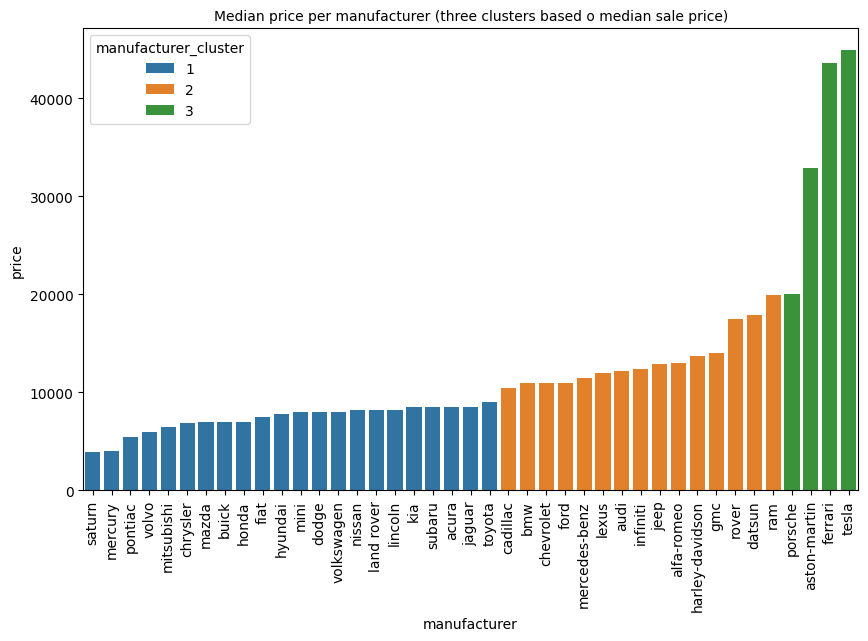 Median price per manufacturer (three clusters based o median sale price)
manufacturer_cluster
1
2
3
price
40000
30000
20000
10000
0
saturn
mercury
pontiac
volvo
mitsubishi
chrysler
mazda
buick
honda
fiat
hyundai
mini
dodge
volkswagen
nissan
land rover
lincoln
kia
subaru
acura
jaguar
toyota
cadillac
bmw
chevrolet
ford
mercedes-benz
lexus
audi
infiniti
jeep
alfa-romeo
harley-davidson
gmc
rover
datsun
ram
porsche
aston-martin
ferrari
tesla
manufacturer